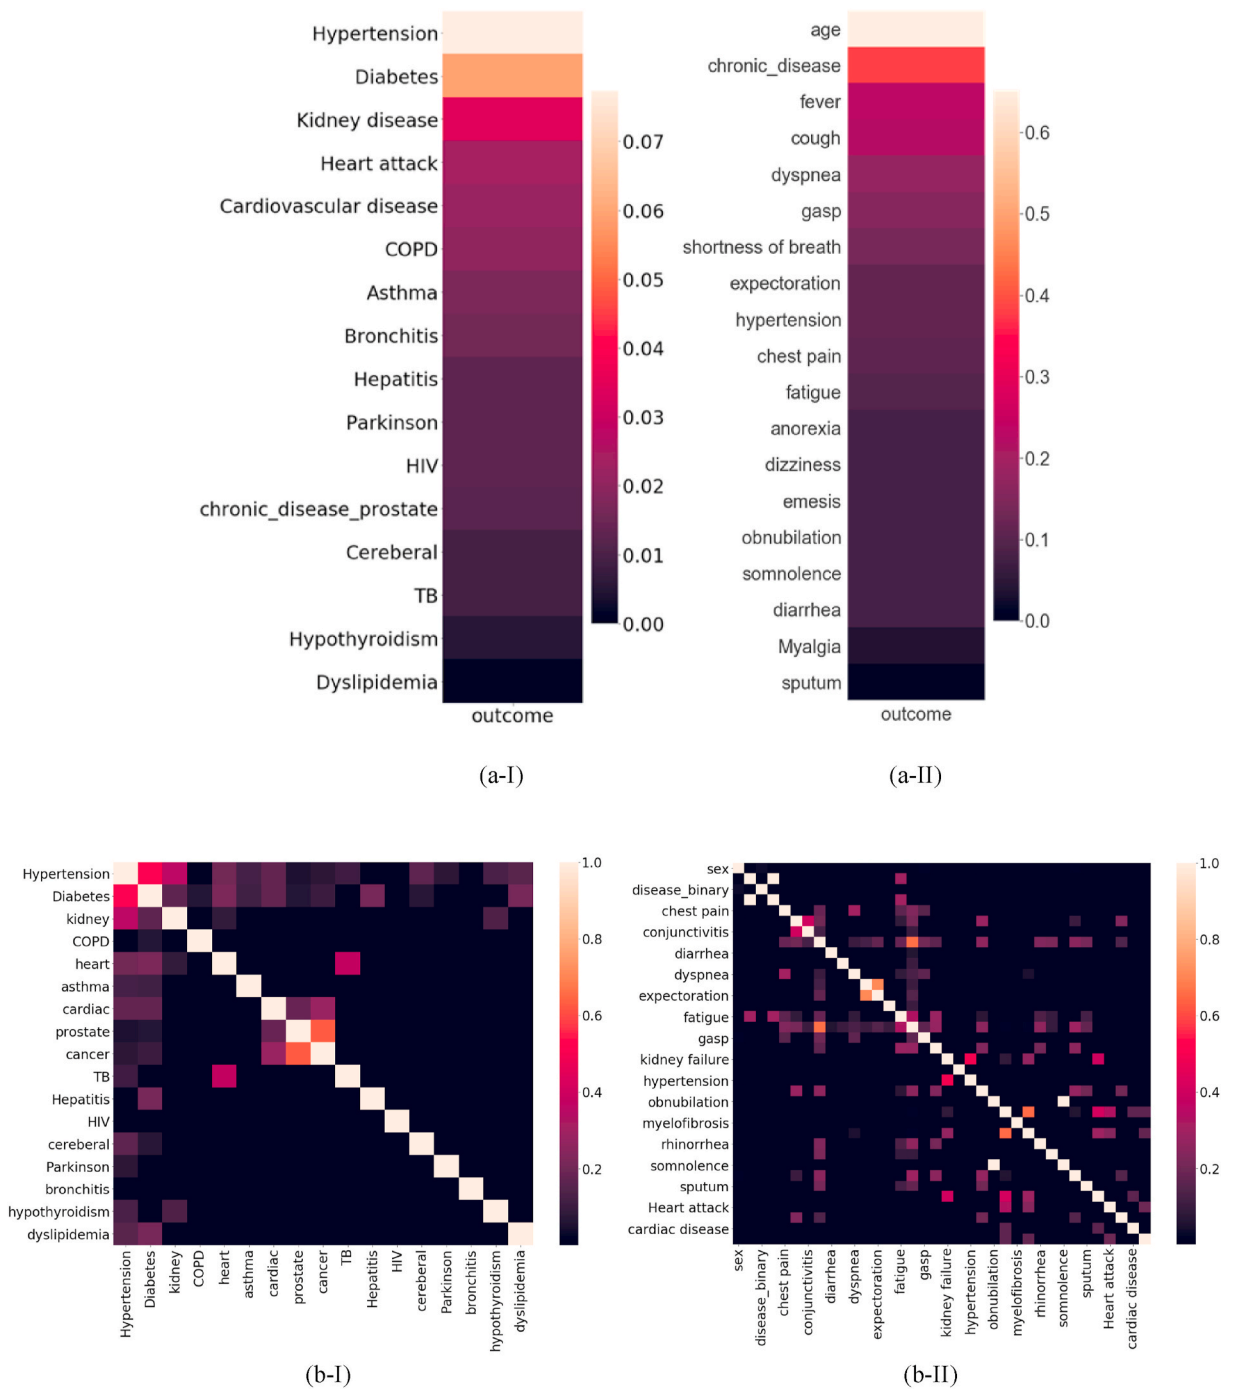 Hypertension
Diabetes
Kidney disease
Heart attack
Cardiovascular disease
COPD
Asthma
Bronchitis
Hepatitis
Parkinson
HIV
chronic_disease_prostate
Cereberal
TB
Hypothyroidism
Dyslipidemia
outcome
0.07
0.06
0.05
0.04
0.03
0.02
0.01
0.00
(a-I)
age
chronic_disease
fever
cough
dyspnea
gasp
shortness of breath
expectoration
hypertension
chest pain
fatigue
anorexia
dizziness
emesis
obnubilation
somnolence
diarrhea
Myalgia
sputum
outcome
0.6
0.5
0.4
0.3
0.2
0.1
0.0
(a-II)
Hypertension
Diabetes
kidney
COPD
heart
asthma
cardiac
prostate
cancer
TB
Hepatitis
HIV
cereberal
Parkinson
bronchitis
hypothyroidism
dyslipidemia
Hypertension
Diabetes
kidney
COPD
heart
asthma
cardiac
prostate
cancer
TB
Hepatitis
HIV
cereberal
Parkinson
bronchitis
hypothyroidism
dyslipidemia
1.0
0.8
0.6
0.4
0.2
(b-I)
sex
disease_binary
chest pain
conjunctivitis
diarrhea
dyspnea
expectoration
fatigue
gasp
kidney failure
hypertension
obnubilation
myelofibrosis
rhinorrhea
somnolence
sputum
Heart attack
cardiac disease
sex
disease_binary
chest pain
conjunctivitis
diarrhea
dyspnea
expectoration
fatigue
gasp
kidney failure
hypertension
obnubilation
myelofibrosis
rhinorrhea
somnolence
sputum
Heart attack
cardiac disease
1.0
0.8
0.6
0.4
0.2
(b-II)